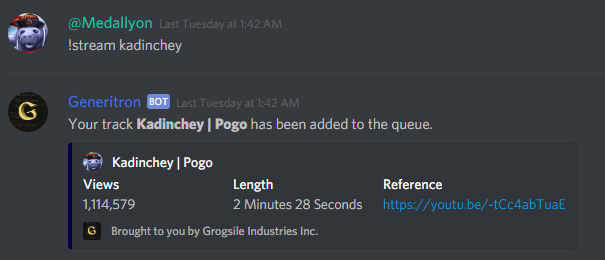 @Medallyon Last Tuesday at 1:42 AM
!stream kadinchey
G
Generitron BOT Last Tuesday at 1:42 AM
Your track Kadinchey | Pogo has been added to the queue.
Kadinchey | Pogo
Views Length Reference
1,114,579 2 Minutes 28 Seconds https://youtu.be/-tCc4abTuaE
G Brought to you by Grogsile Industries Inc.